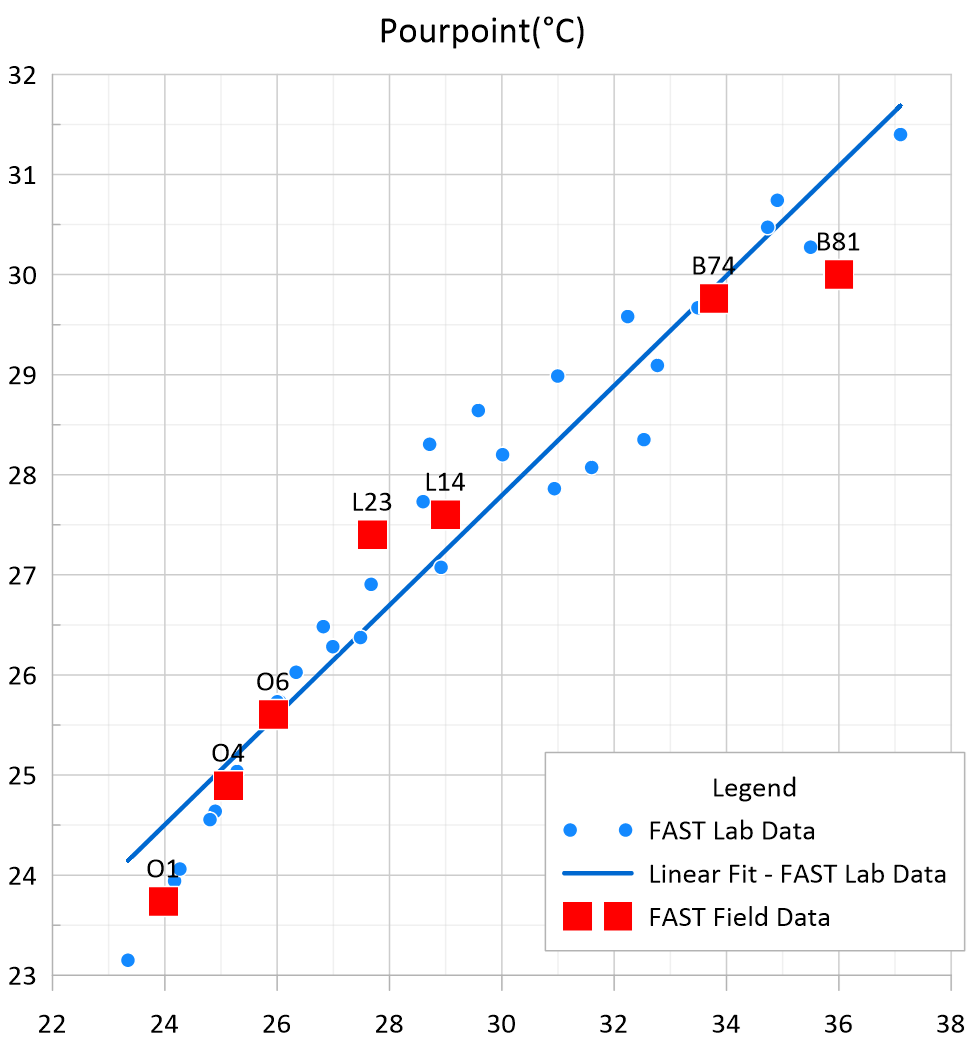 Pourpoint(°C)
32
31
30
29
28
27
26
25
24
23
B81
B74
L14
L23
O6
O4
O1
Legend
FAST Lab Data
Linear Fit - FAST Lab Data
FAST Field Data
22 24 26 28 30 32 34 36 38